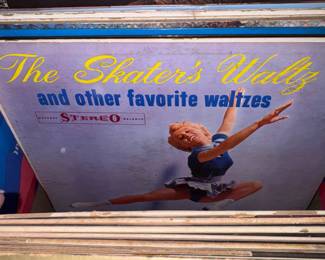 The Skater's Waltz
and other favorite waltzes
STEREO